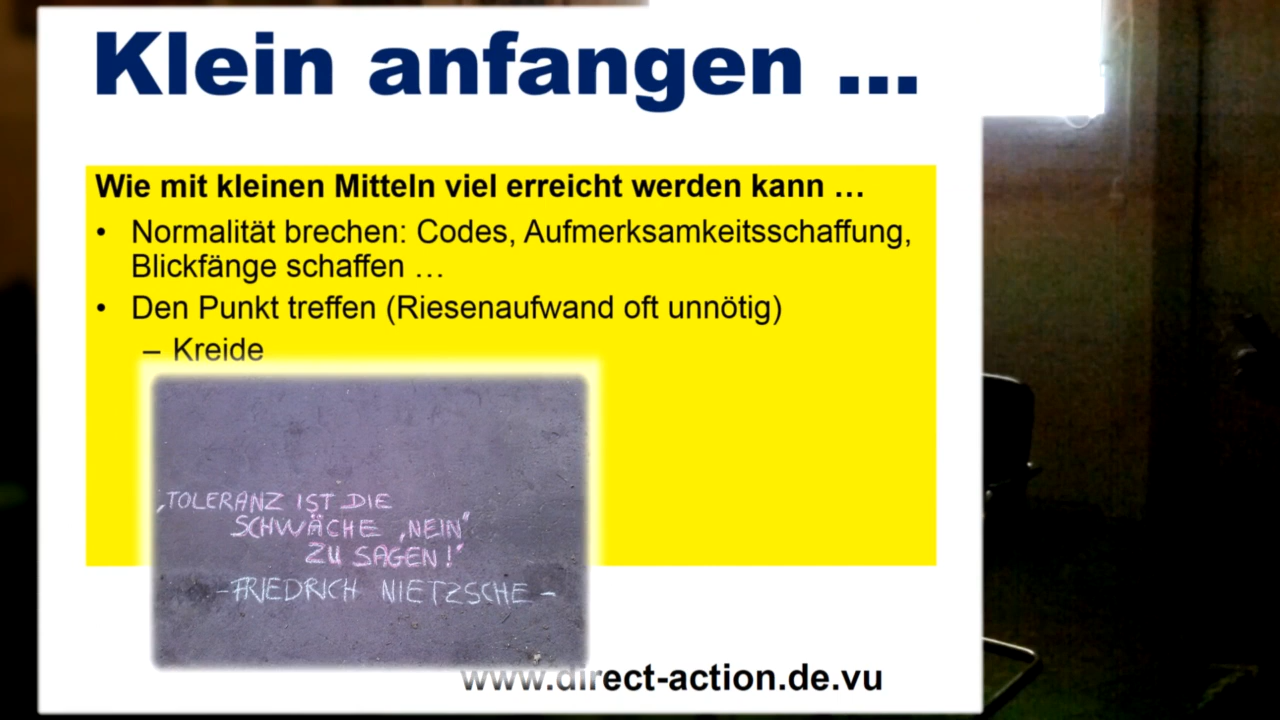 Klein anfangen ...
Wie mit kleinen Mitteln viel erreicht werden kann …
• Normalität brechen: Codes, Aufmerksamkeitsschaffung,
Blickfänge schaffen …
• Den Punkt treffen (Riesenaufwand oft unnötig)
– Kreide
„TOLERANZ IST DIE
SCHWÄCHE ‚NEIN‘
ZU SAGEN!“
-FRIEDRICH NIETZSCHE-
www.direct-action.de.vu